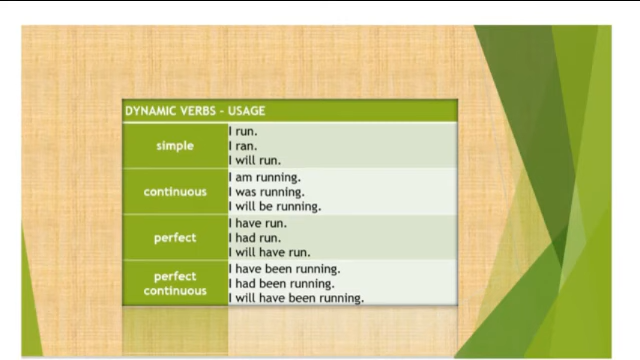 DYNAMIC VERBS - USAGE
simple
I run.
I ran.
I will run.
continuous
I am running.
I was running.
I will be running.
perfect
I have run.
I had run.
I will have run.
perfect
continuous
I have been running.
I had been running.
I will have been running.